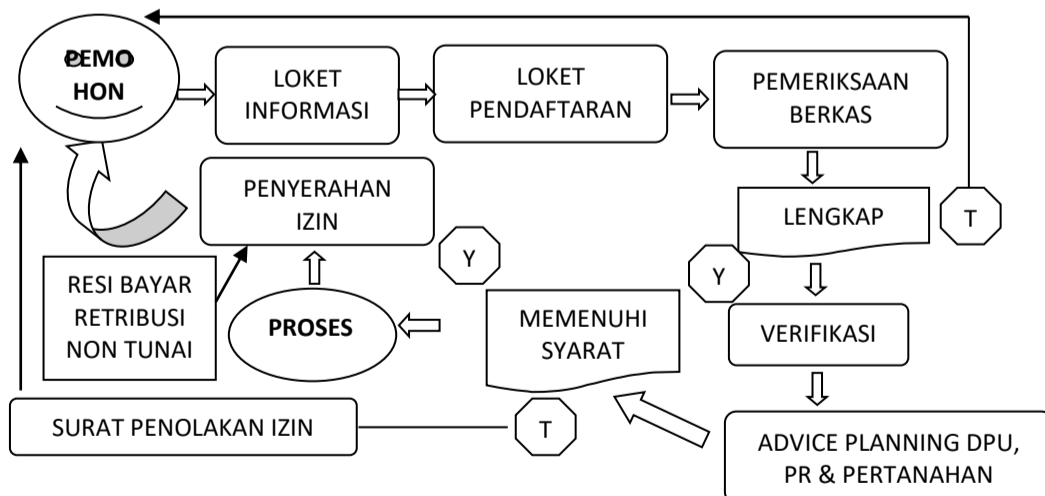 PEMO
HON
LOKET
INFORMASI
LOKET
PENDAFTARAN
PEMERIKSAAN
BERKAS
LENGKAP
T
Y
VERIFIKASI
ADVICE PLANNING DPU,
PR & PERTANAHAN
MEMENUHI
SYARAT
Y
T
PROSES
PENYERAHAN
IZIN
RESI BAYAR
RETRIBUSI
NON TUNAI
SURAT PENOLAKAN IZIN